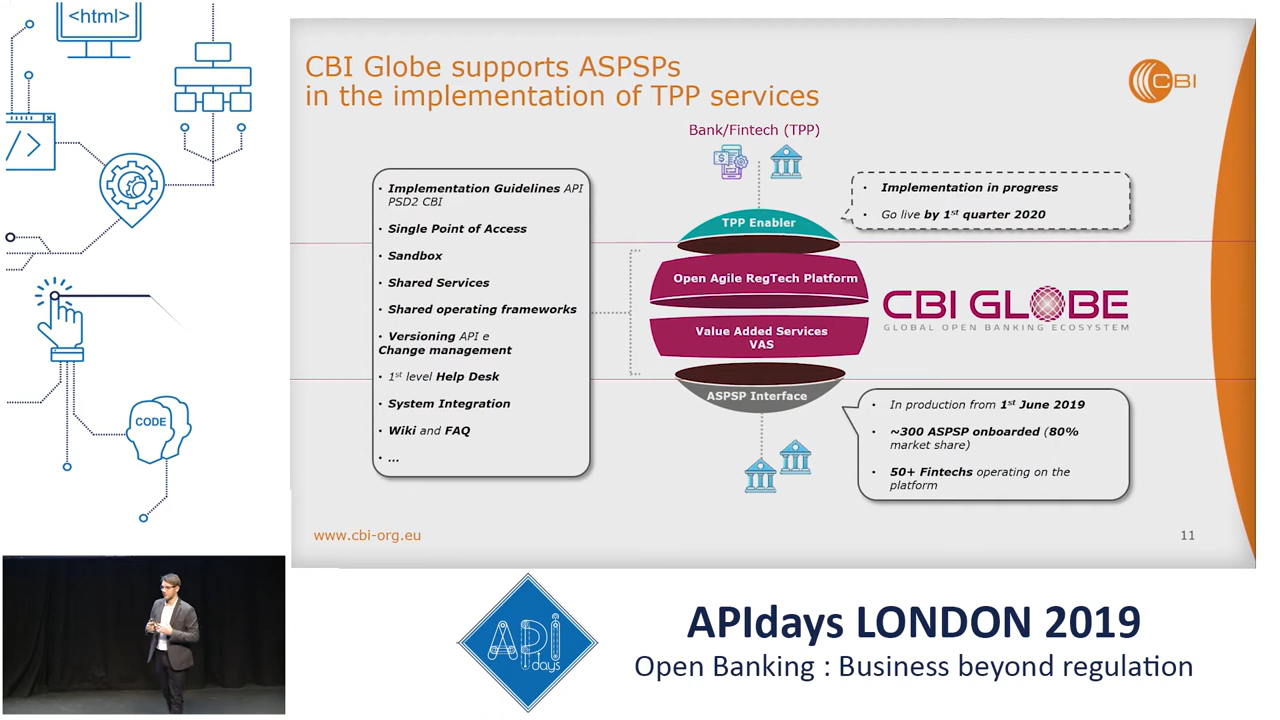 <html>
CBI Globe supports ASPSPs
in the implementation of TPP services
CBI
Bank/Fintech (TPP)
• Implementation Guidelines API
PSD2 CBI
• Single Point of Access
• Sandbox
• Shared Services
• Shared operating frameworks
• Versioning API e
Change management
• 1st level Help Desk
• System Integration
• Wiki and FAQ
• ...
TPP Enabler
Open Agile RegTech Platform
Value Added Services
VAS
ASPSP Interface
• Implementation in progress
• Go live by 1st quarter 2020
CBI GLOBE
GLOBAL OPEN BANKING ECOSYSTEM
• In production from 1st June 2019
• ~300 ASPSP onboarded (80%
market share)
• 50+ Fintechs operating on the
platform
www.cbi-org.eu
11
</>
CODE
API
days
APIdays LONDON 2019
Open Banking : Business beyond regulation